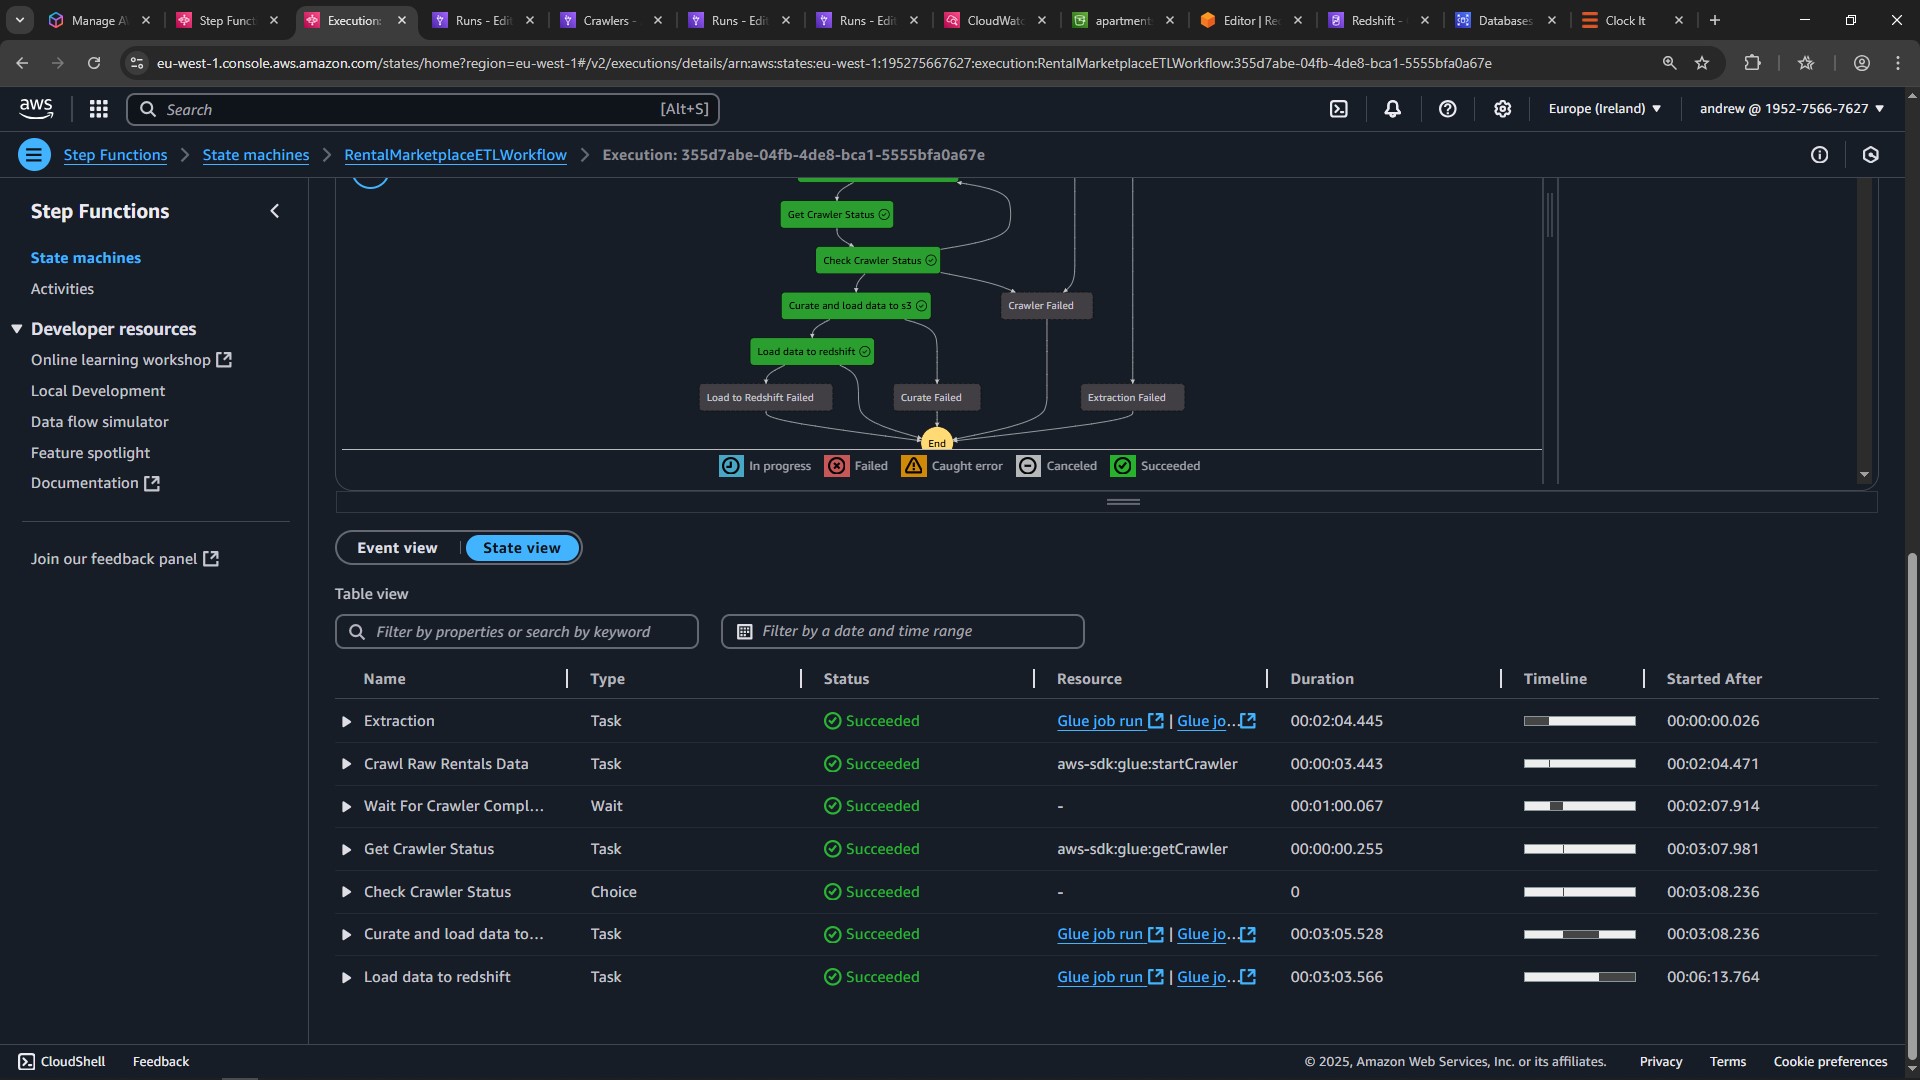 Manage A
Step Funct
Execution:
Runs - Edit
Crawlers -
Runs - Edit
Runs - Edit
CloudWat
apartment
Editor | Re
Redshift -
Databases
Clock It
eu-west-1.console.aws.amazon.com/states/home?region=eu-west-1#/v2/executions/details/arn:aws:states:eu-west-1:195275667627:execution:RentalMarketplaceETLWorkflow:355d7abe-04fb-4de8-bca1-5555bfa0a67e
aws
Search
[Alt+S]
Europe (Ireland)
andrew @ 1952-7566-7627
Step Functions
State machines
RentalMarketplaceETLWorkflow
Execution: 355d7abe-04fb-4de8-bca1-5555bfa0a67e
Step Functions
State machines
Activities
Developer resources
Online learning workshop
Local Development
Data flow simulator
Feature spotlight
Documentation
Join our feedback panel
Get Crawler Status
Check Crawler Status
Curate and load data to s3
Crawler Failed
Load data to redshift
Load to Redshift Failed
Curate Failed
Extraction Failed
End
In progress
Failed
Caught error
Canceled
Succeeded
Event view
State view
Table view
Filter by properties or search by keyword
Filter by a date and time range
Name Type Status Resource Duration Timeline Started After
Extraction Task Succeeded Glue job run | Glue jo... 00:02:04.445 00:00:00.026
Crawl Raw Rentals Data Task Succeeded aws-sdk:glue:startCrawler 00:00:03.443 00:02:04.471
Wait For Crawler Compl... Wait Succeeded - 00:01:00.067 00:02:07.914
Get Crawler Status Task Succeeded aws-sdk:glue:getCrawler 00:00:00.255 00:03:07.981
Check Crawler Status Choice Succeeded - 0 00:03:08.236
Curate and load data to... Task Succeeded Glue job run | Glue jo... 00:03:05.528 00:03:08.236
Load data to redshift Task Succeeded Glue job run | Glue jo... 00:03:03.566 00:06:13.764
CloudShell
Feedback
© 2025, Amazon Web Services, Inc. or its affiliates.
Privacy
Terms
Cookie preferences